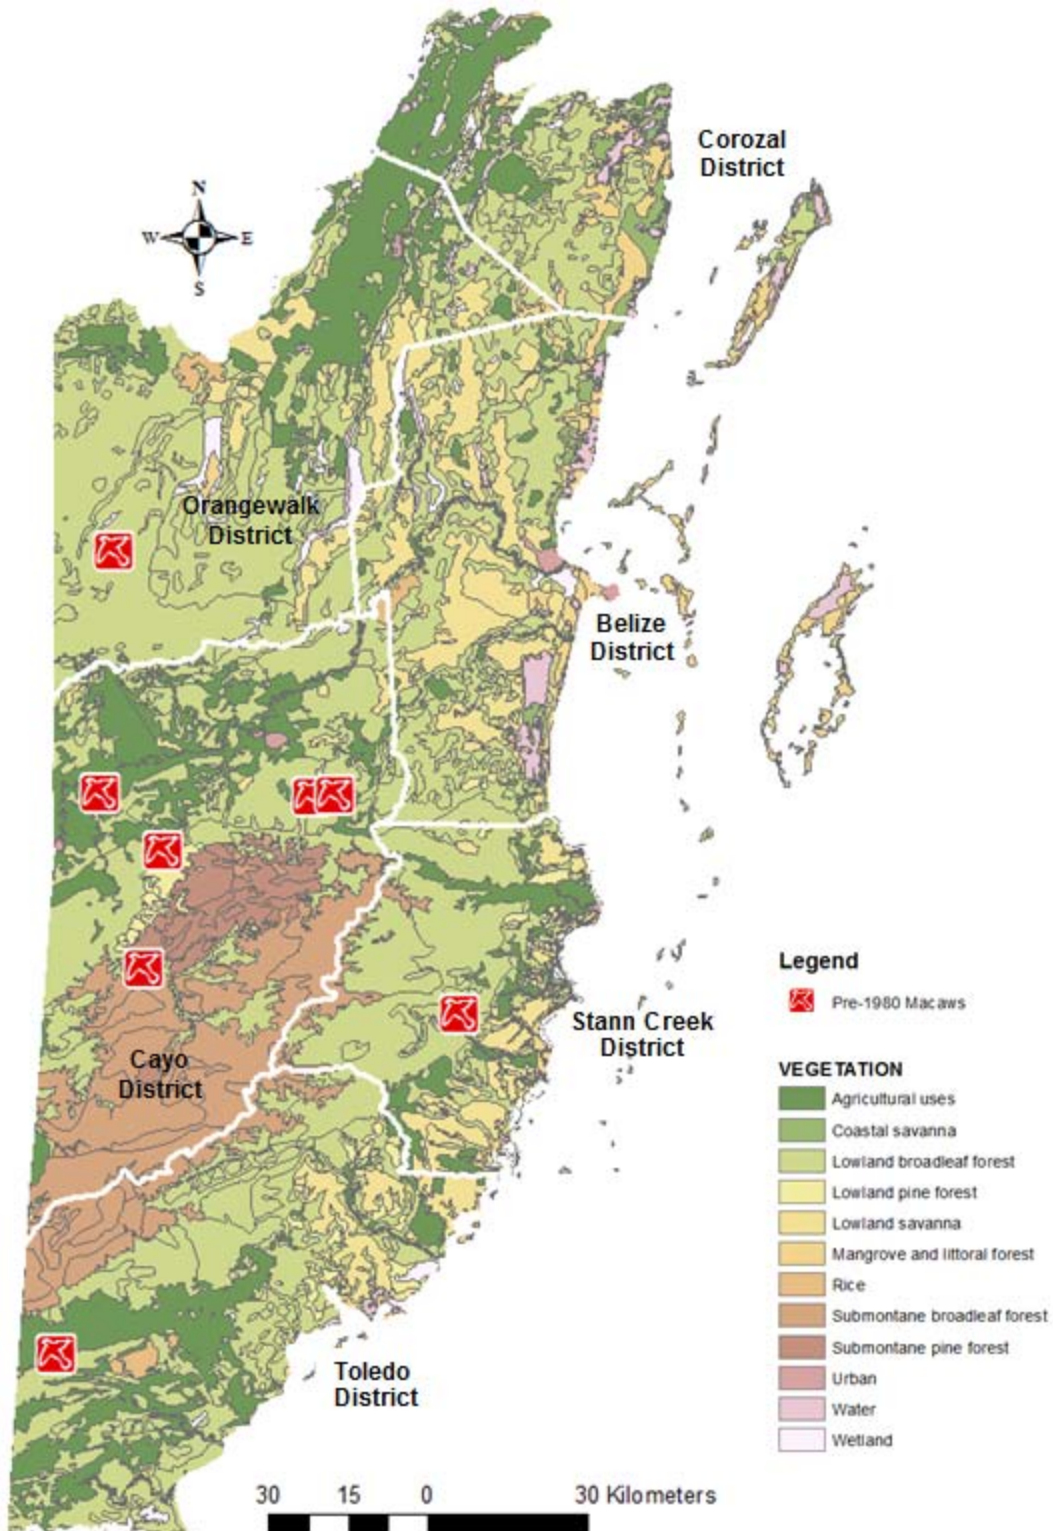 Corozal
District
N
W
E
S
Orangewalk
District
Belize
District
Legend
Pre-1980 Macaws
Stann Creek
District
Cayo
District
VEGETATION
Agricultural uses
Coastal savanna
Lowland broadleaf forest
Lowland pine forest
Lowland savanna
Mangrove and littoral forest
Rice
Submontane broadleaf forest
Submontane pine forest
Urban
Water
Wetland
Toledo
District
30 15 0 30 Kilometers